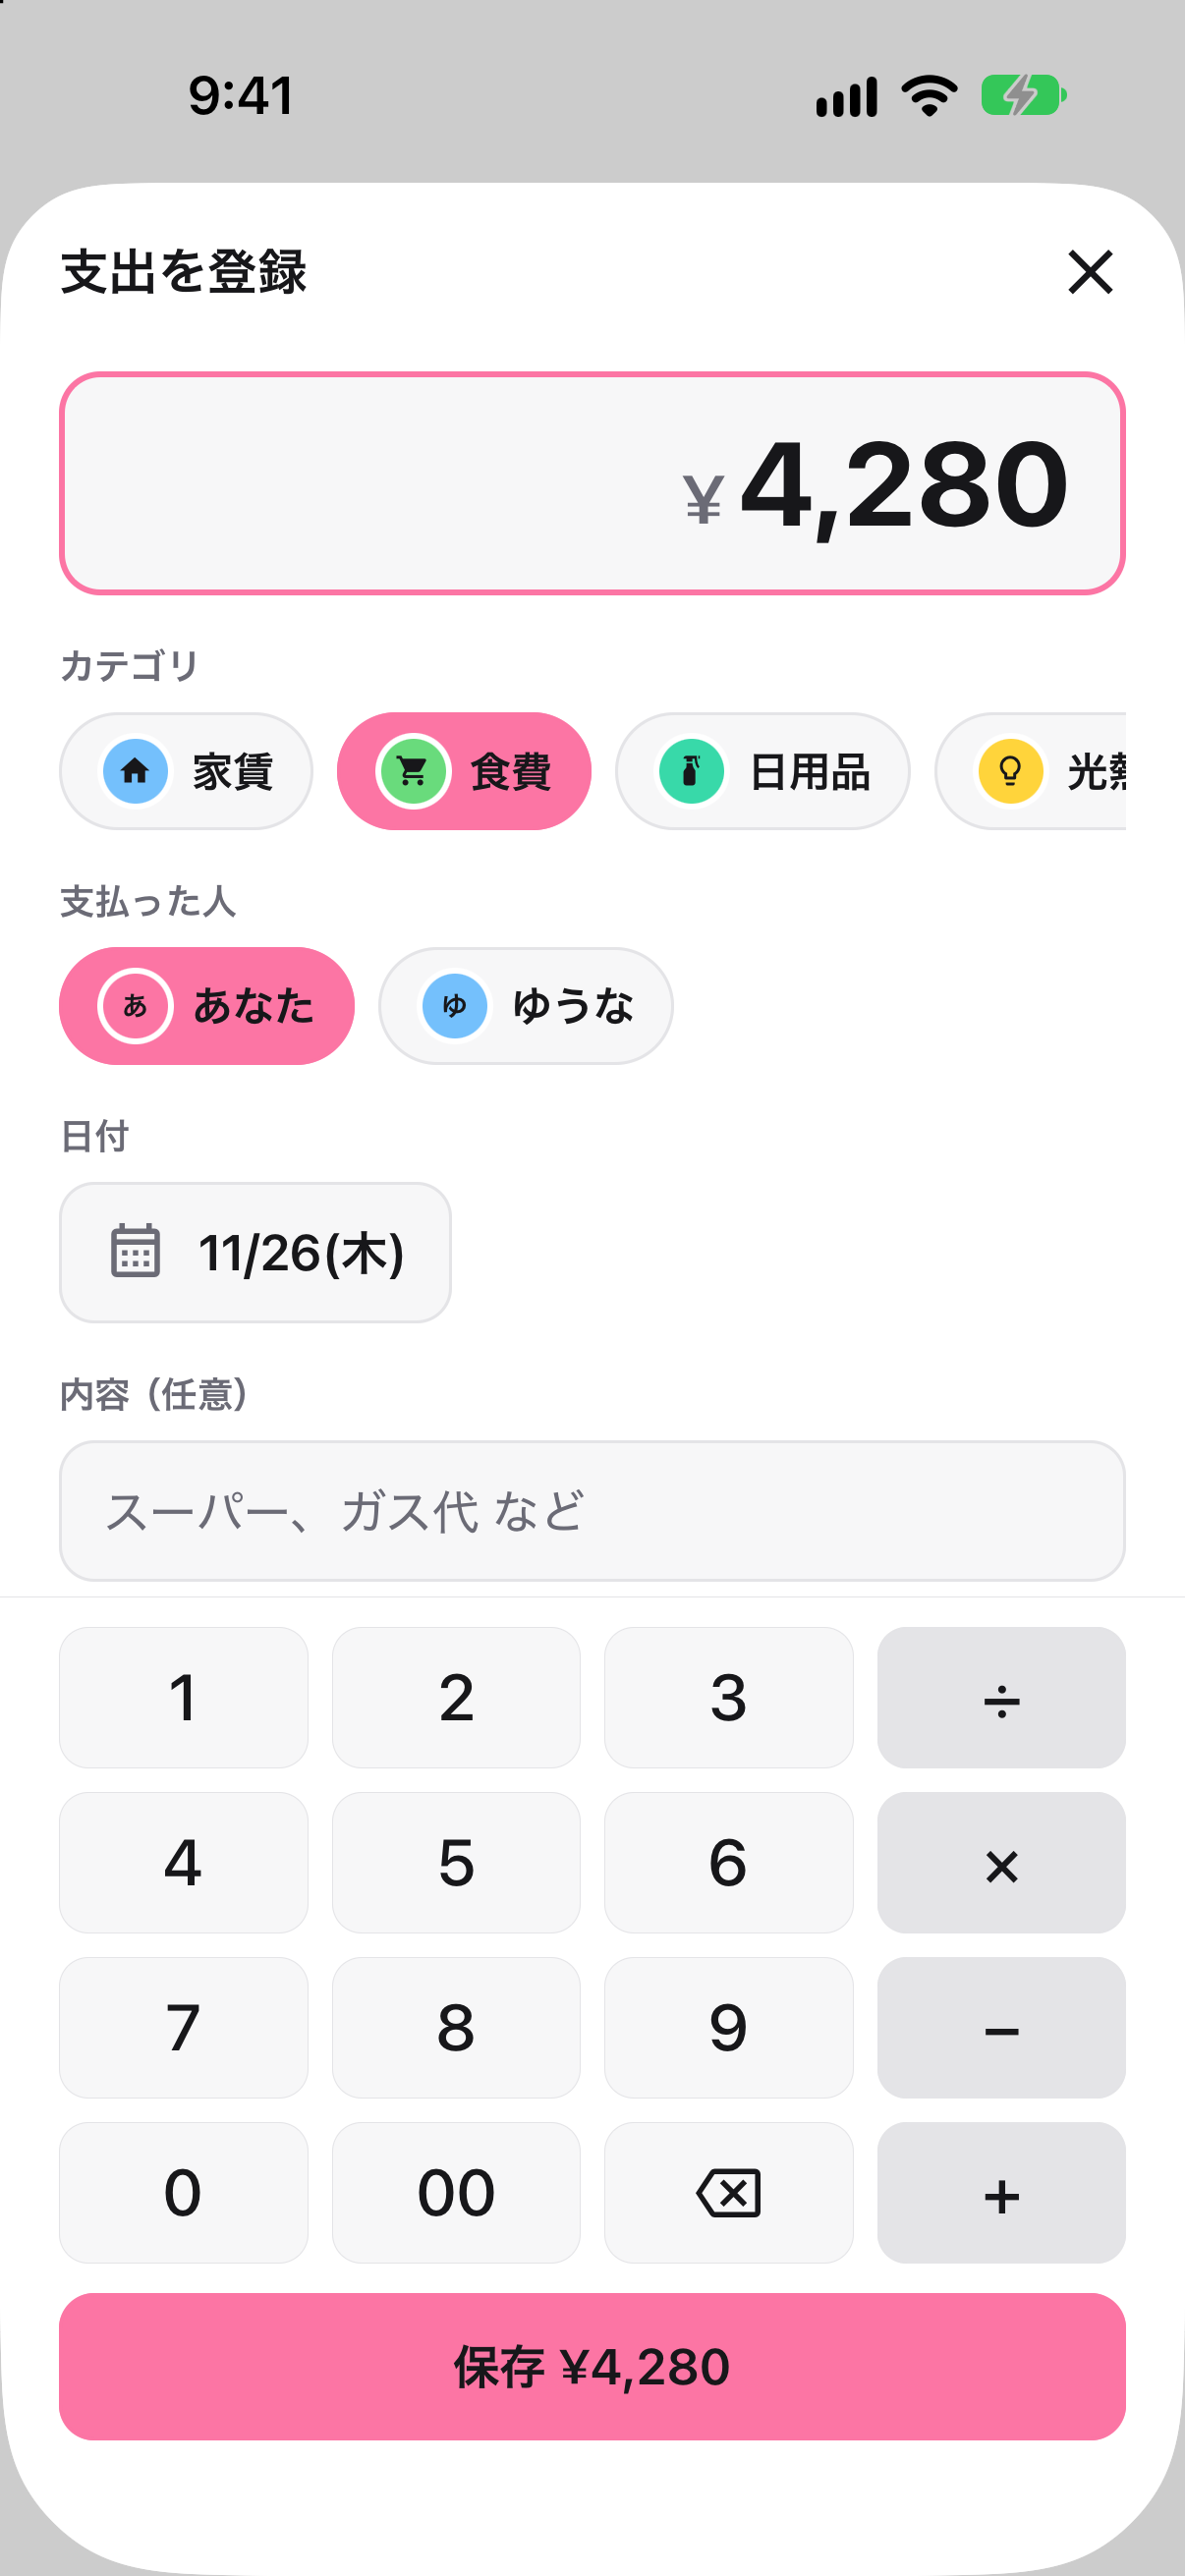 9:41
支出を登録
¥4,280
カテゴリ
家賃 食費 日用品 光
支払った人
あ あなた ゆ ゆうな
日付
11/26(木)
内容（任意）
スーパー、ガス代 など
1 2 3 ÷
4 5 6 ×
7 8 9 −
0 00 +
保存 ¥4,280